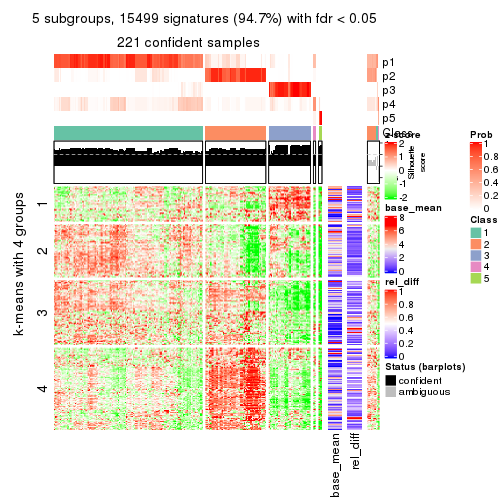 5 subgroups, 15499 signatures (94.7%) with fdr < 0.05
221 confident samples
p1
p2
p3
p4
p5
Class
k-means with 4 groups
1
2
3
4
Silhouette
score
z-score
2
1
0
-1
-2
base_mean
8
6
4
2
0
rel_diff
1
0.8
0.6
0.4
0.2
0
Status (barplots)
confident
ambiguous
Prob
1
0.8
0.6
0.4
0.2
0
Class
1
2
3
4
5
base_mean
rel_diff